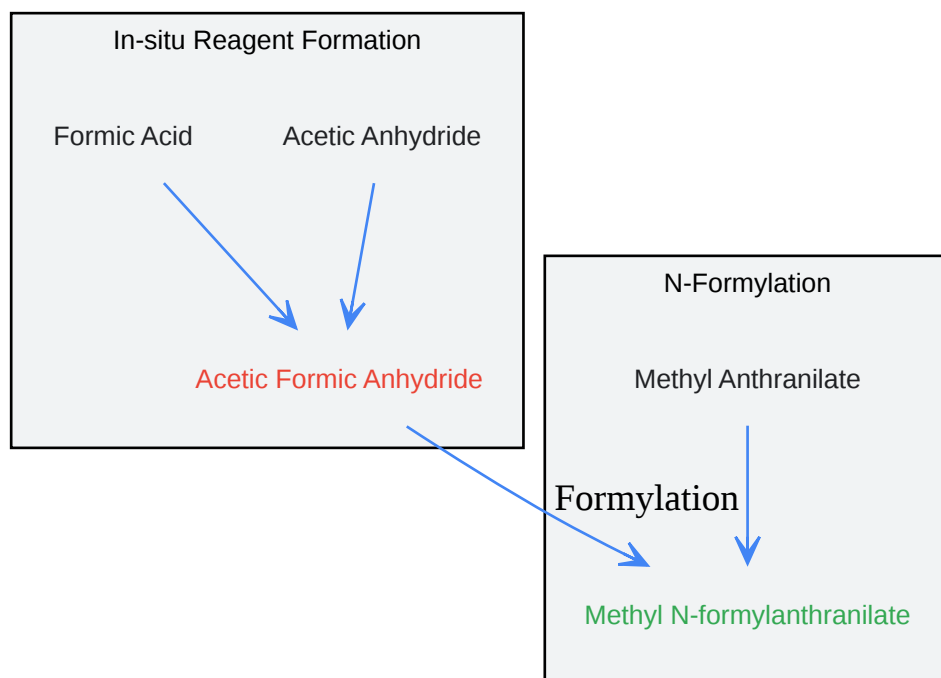 In-situ Reagent Formation
Formic Acid
Acetic Anhydride
Acetic Formic Anhydride
N-Formylation
Methyl Anthranilate
Formylation
Methyl N-formylanthranilate